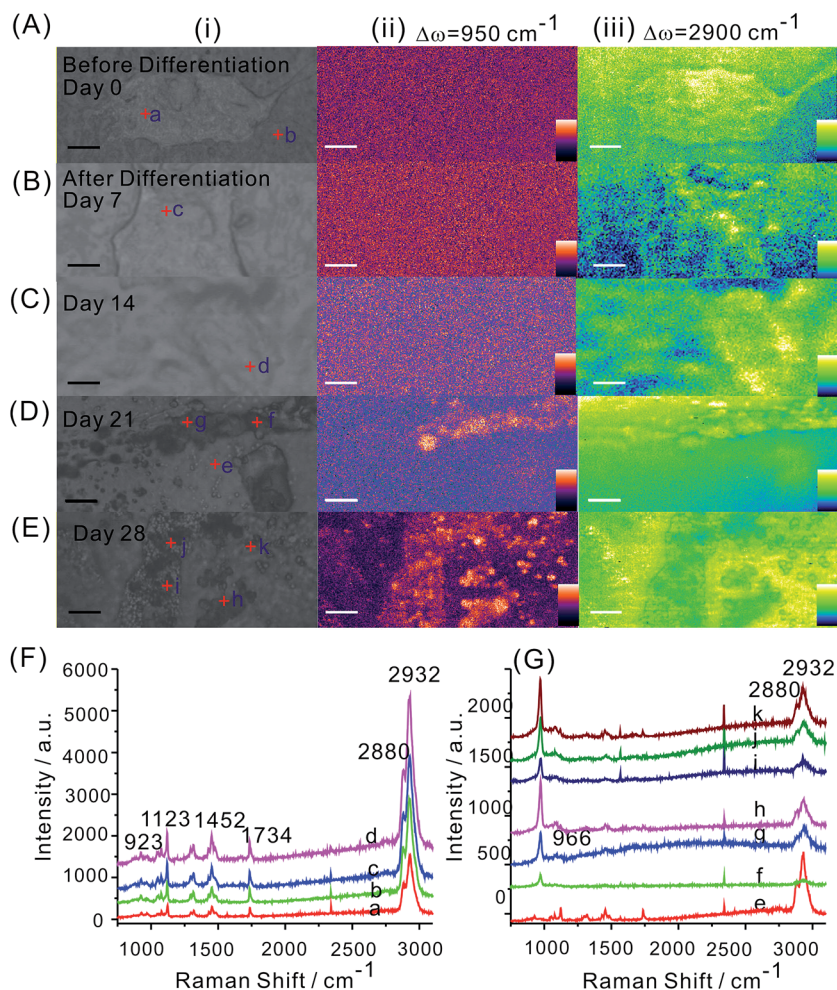 (A) (i) (ii) Δω=950 cm⁻¹ (iii) Δω=2900 cm⁻¹
Before Differentiation
Day 0
a
b
(B) After Differentiation
Day 7
c
(C)
Day 14
d
(D)
Day 21
g f
e
(E)
Day 28
j k
i
h
(F)
6000
5000
4000
3000
2000
1000
0
Intensity / a.u.
2932
2880
1123 1452
923 1734
d
c
b
a
1000 1500 2000 2500 3000
Raman Shift / cm⁻¹
(G)
2000
1500
1000
500
0
Intensity / a.u.
2932
2880
k
j
i
h
966 g
f
e
1000 1500 2000 2500 3000
Raman Shift / cm⁻¹